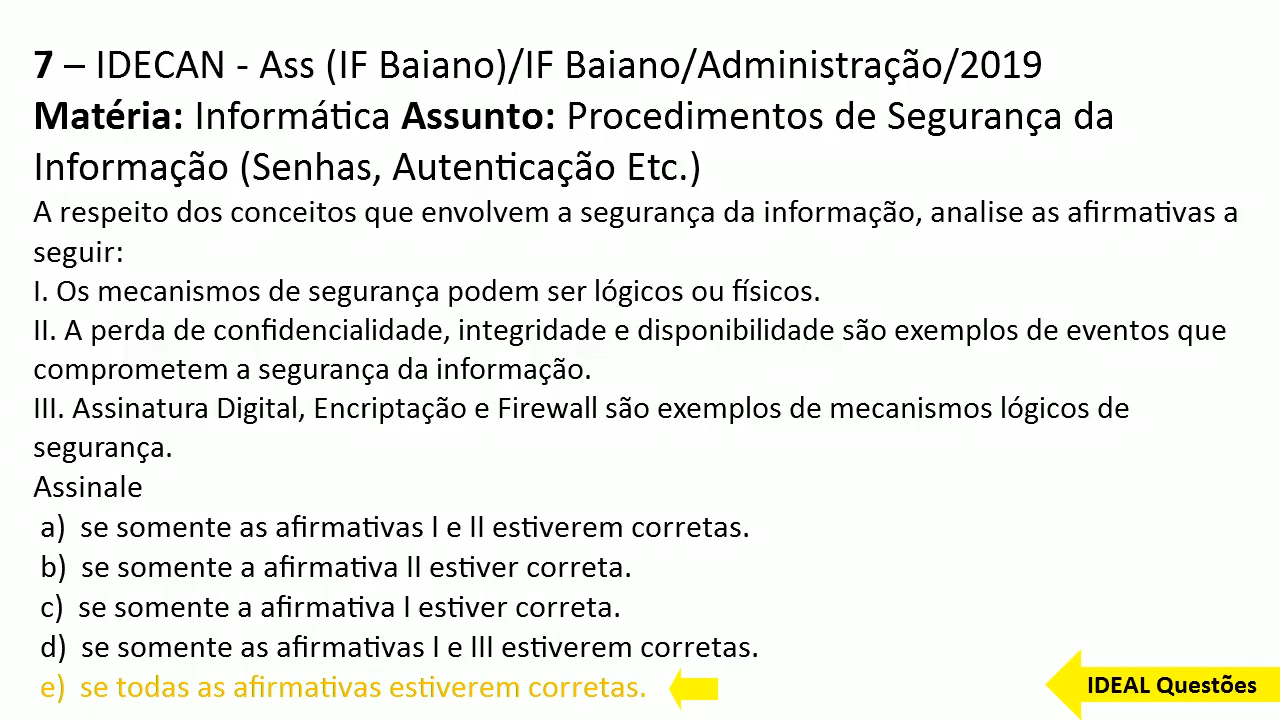 7 – IDECAN - Ass (IF Baiano)/IF Baiano/Administração/2019
Matéria: Informática Assunto: Procedimentos de Segurança da
Informação (Senhas, Autenticação Etc.)
A respeito dos conceitos que envolvem a segurança da informação, analise as afirmativas a
seguir:
I. Os mecanismos de segurança podem ser lógicos ou físicos.
II. A perda de confidencialidade, integridade e disponibilidade são exemplos de eventos que
comprometem a segurança da informação.
III. Assinatura Digital, Encriptação e Firewall são exemplos de mecanismos lógicos de
segurança.
Assinale
a) se somente as afirmativas I e II estiverem corretas.
b) se somente a afirmativa II estiver correta.
c) se somente a afirmativa I estiver correta.
d) se somente as afirmativas I e III estiverem corretas.
e) se todas as afirmativas estiverem corretas.
IDEAL Questões